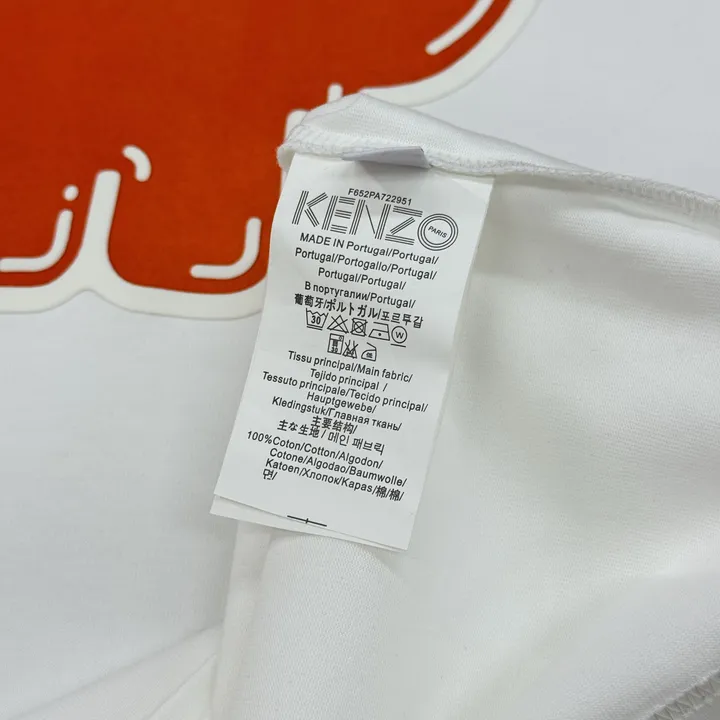 F652PA722951
KENZO
PARIS
MADE IN Portugal/Portugal/
Portugal/Portogallo/Portugal/
Portugal/Portugal/
В португалии/Portugal/
葡萄牙/ポルトガル/포르투갈
30 W
Tissu principal/Main fabric/
Tejido principal /
Tessuto principale/Tecido principal/
Hauptgewebe/
Kledingstuk/Главная ткань/
主要结构/
主な生地/ 메인 패브릭
100%Coton/Cotton/Algodon/
Cotone/Algodao/Baumwolle/
Katoen/Хлопок/Kapas/棉/棉/
면/